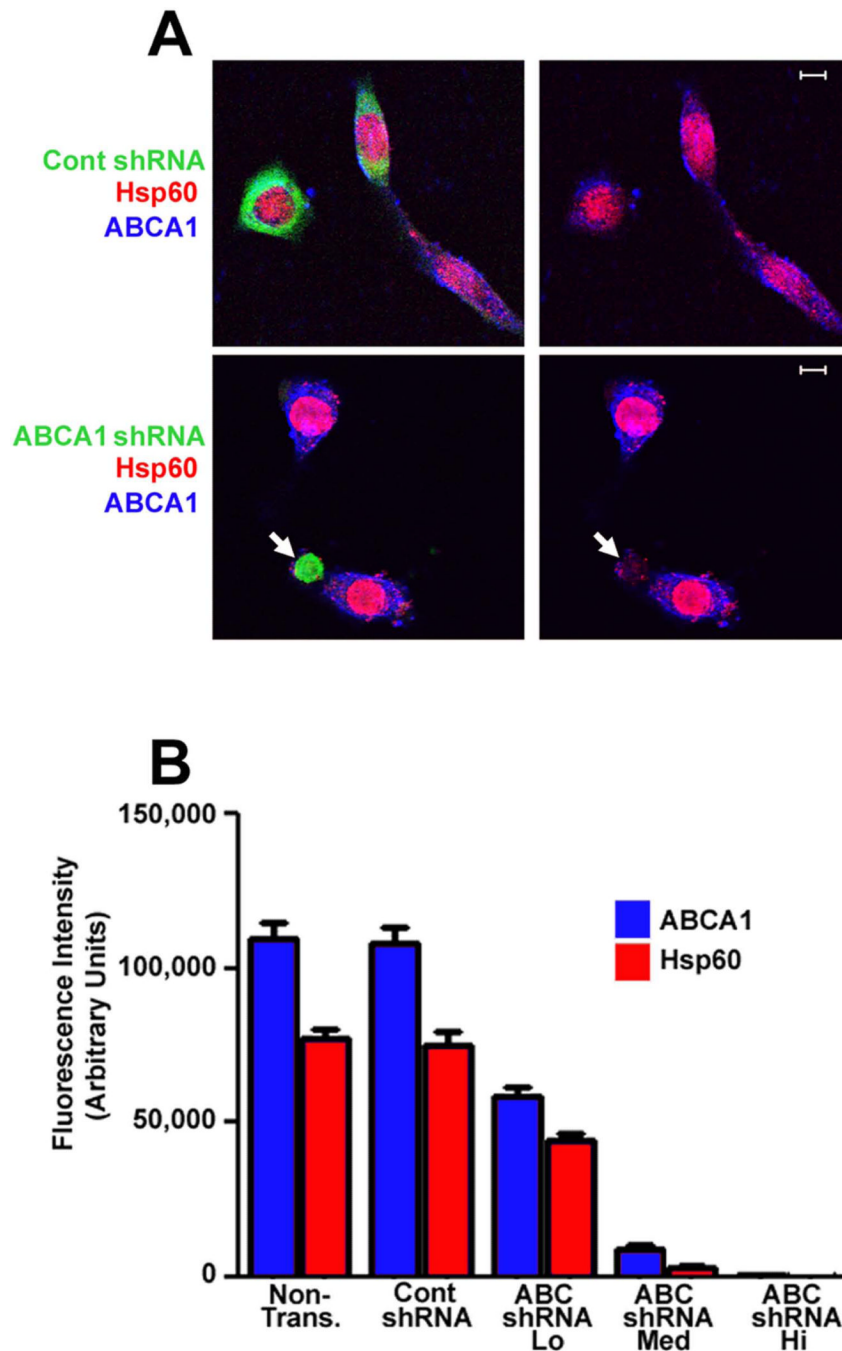 A
Cont shRNA
Hsp60
ABCA1
ABCA1 shRNA
Hsp60
ABCA1
B
Fluorescence Intensity
(Arbitrary Units)
150,000
100,000
50,000
0
ABCA1
Hsp60
Non-
Trans.
Cont
shRNA
ABC
shRNA
Lo
ABC
shRNA
Med
ABC
shRNA
Hi